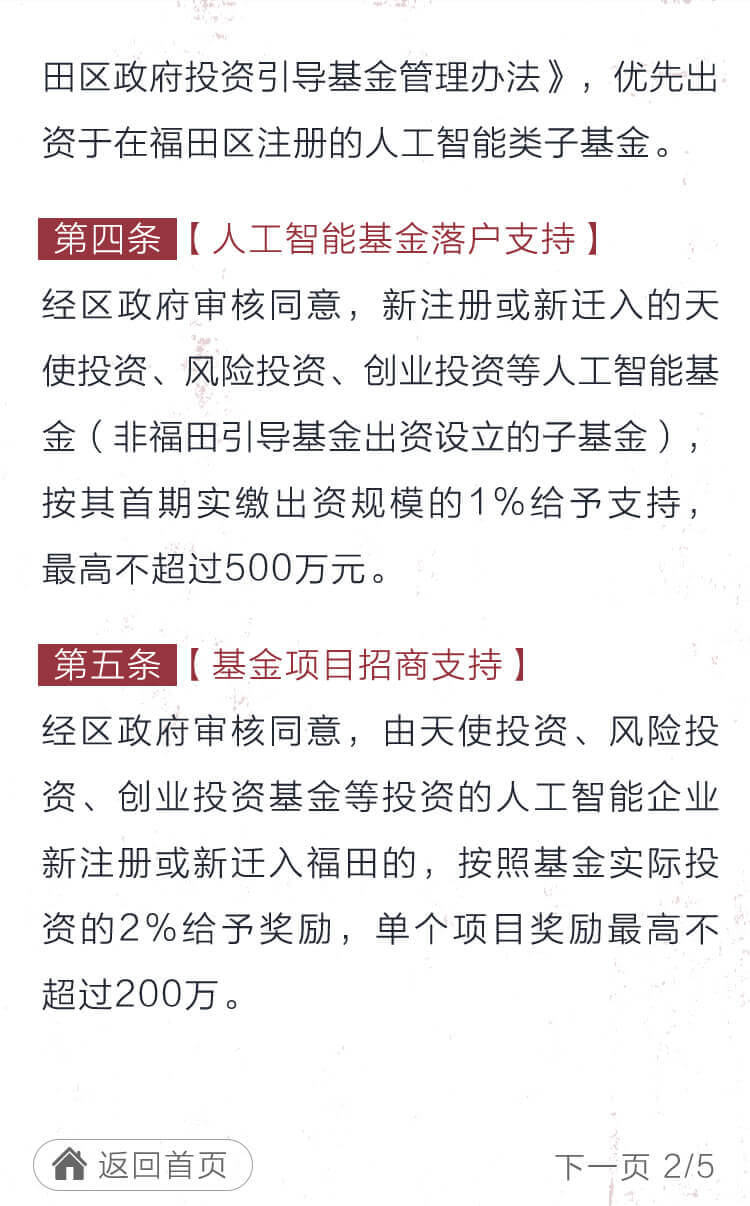 田区政府投资引导基金管理办法》，优先出
资于在福田区注册的人工智能类子基金。
第四条【人工智能基金落户支持】
经区政府审核同意，新注册或新迁入的天
使投资、风险投资、创业投资等人工智能基
金（非福田引导基金出资设立的子基金），
按其首期实缴出资规模的1%给予支持，
最高不超过500万元。
第五条【基金项目招商支持】
经区政府审核同意，由天使投资、风险投
资、创业投资基金等投资的人工智能企业
新注册或新迁入福田的，按照基金实际投
资的2%给予奖励，单个项目奖励最高不
超过200万。
返回首页
下一页 2/5